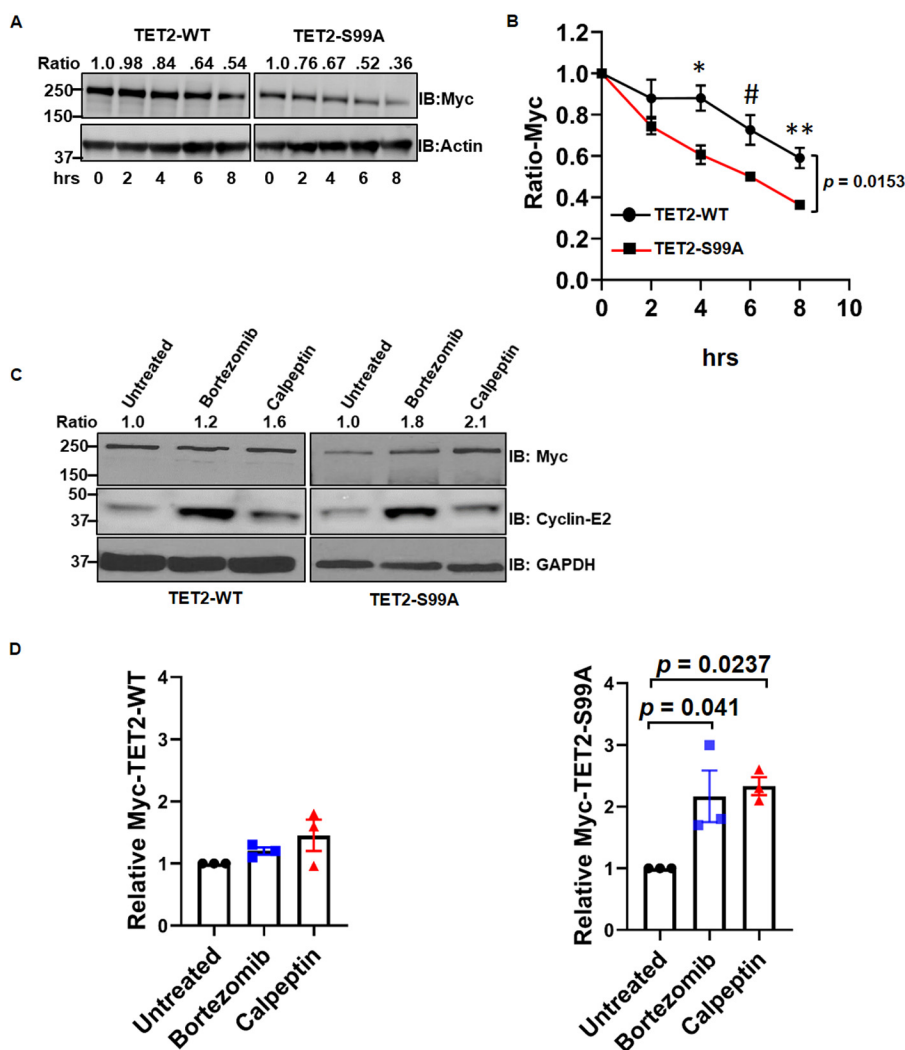 A
TET2-WT TET2-S99A
Ratio 1.0 .98 .84 .64 .54 1.0 .76 .67 .52 .36
250
150
IB:Myc
37
IB:Actin
hrs 0 2 4 6 8 0 2 4 6 8
B
Ratio-Myc
1.2
1.0
0.8
0.6
0.4
0.2
0.0
*
#
**
p = 0.0153
TET2-WT
TET2-S99A
0 2 4 6 8 10
hrs
C
Untreated Bortezomib Calpeptin Untreated Bortezomib Calpeptin
Ratio 1.0 1.2 1.6 1.0 1.8 2.1
250
150
IB: Myc
50
37
IB: Cyclin-E2
37
IB: GAPDH
TET2-WT TET2-S99A
D
Relative Myc-TET2-WT
4
3
2
1
0
Untreated
Bortezomib
Calpeptin
Relative Myc-TET2-S99A
p = 0.0237
p = 0.041
4
3
2
1
0
Untreated
Bortezomib
Calpeptin